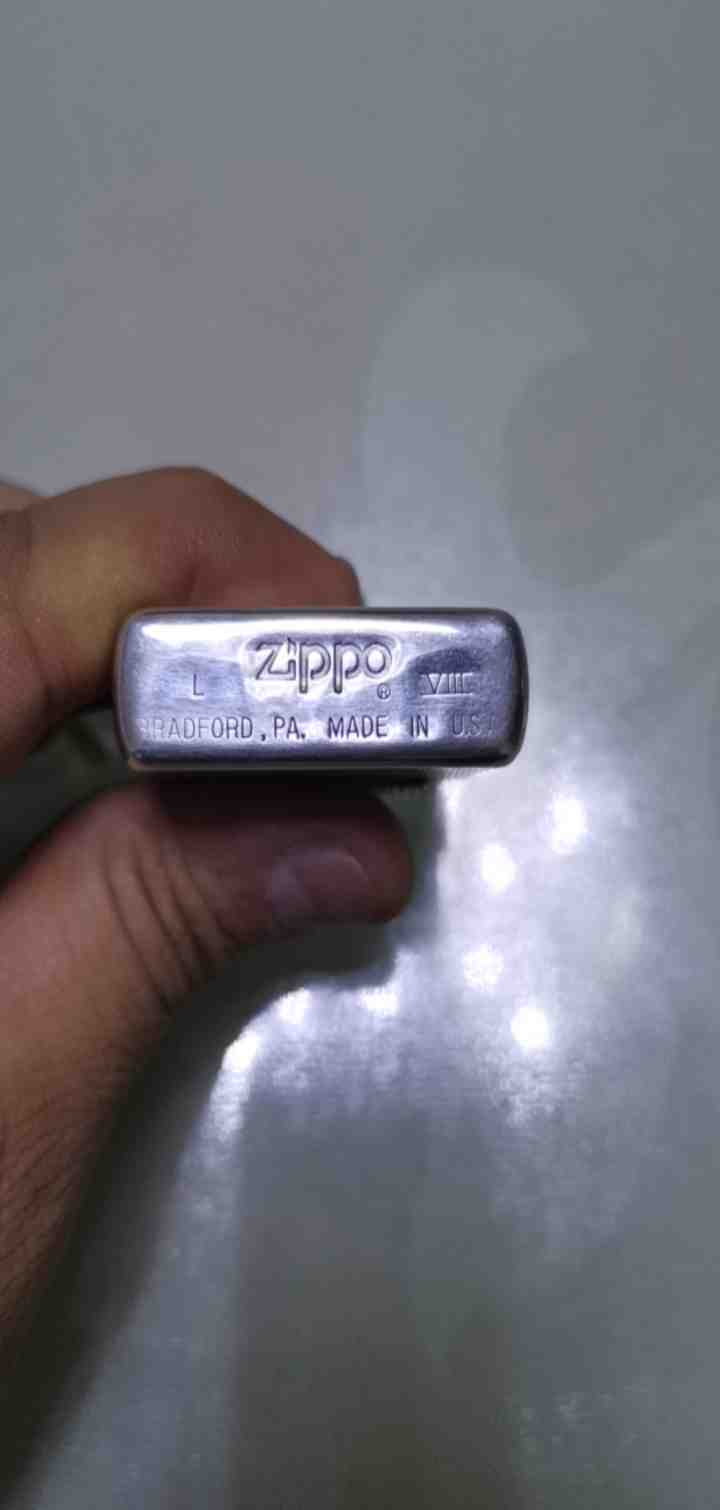 Zippo ®
L VIII
BRADFORD, PA. MADE IN U.S.A